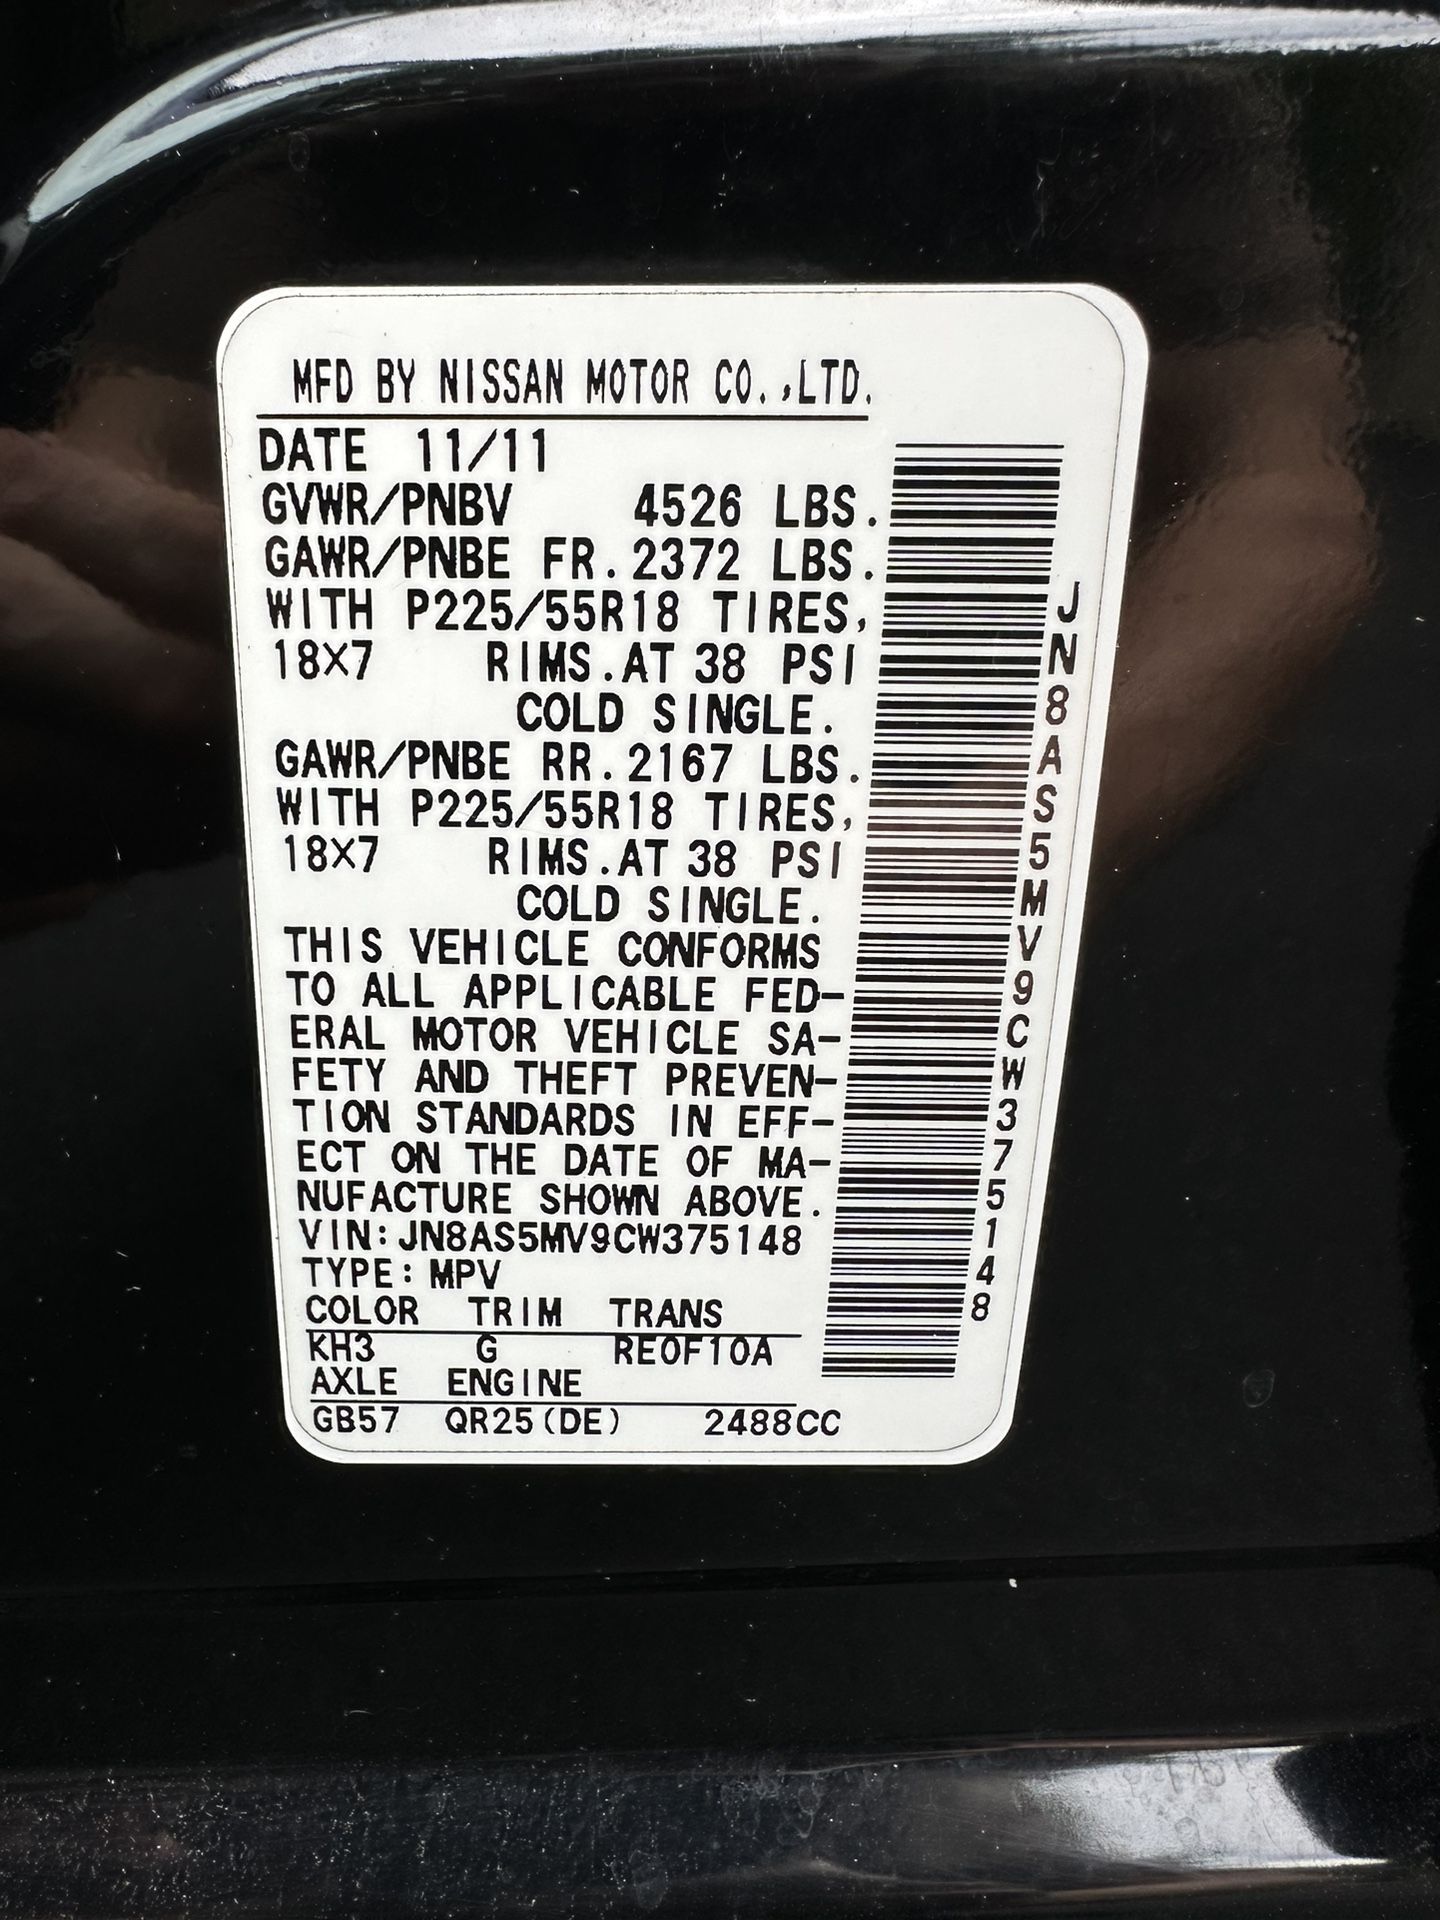 MFD BY NISSAN MOTOR CO.,LTD.
DATE 11/11
GVWR/PNBV 4526 LBS.
GAWR/PNBE FR.2372 LBS.
WITH P225/55R18 TIRES,
18X7 RIMS.AT 38 PSI
COLD SINGLE.
GAWR/PNBE RR.2167 LBS.
WITH P225/55R18 TIRES,
18X7 RIMS.AT 38 PSI
COLD SINGLE.
THIS VEHICLE CONFORMS
TO ALL APPLICABLE FED-
ERAL MOTOR VEHICLE SA-
FETY AND THEFT PREVEN-
TION STANDARDS IN EFF-
ECT ON THE DATE OF MA-
NUFACTURE SHOWN ABOVE.
VIN:JN8AS5MV9CW375148
TYPE:MPV
COLOR TRIM TRANS
KH3 G RE0F10A
AXLE ENGINE
GB57 QR25(DE) 2488CC
JN8AS5MV9CW375148